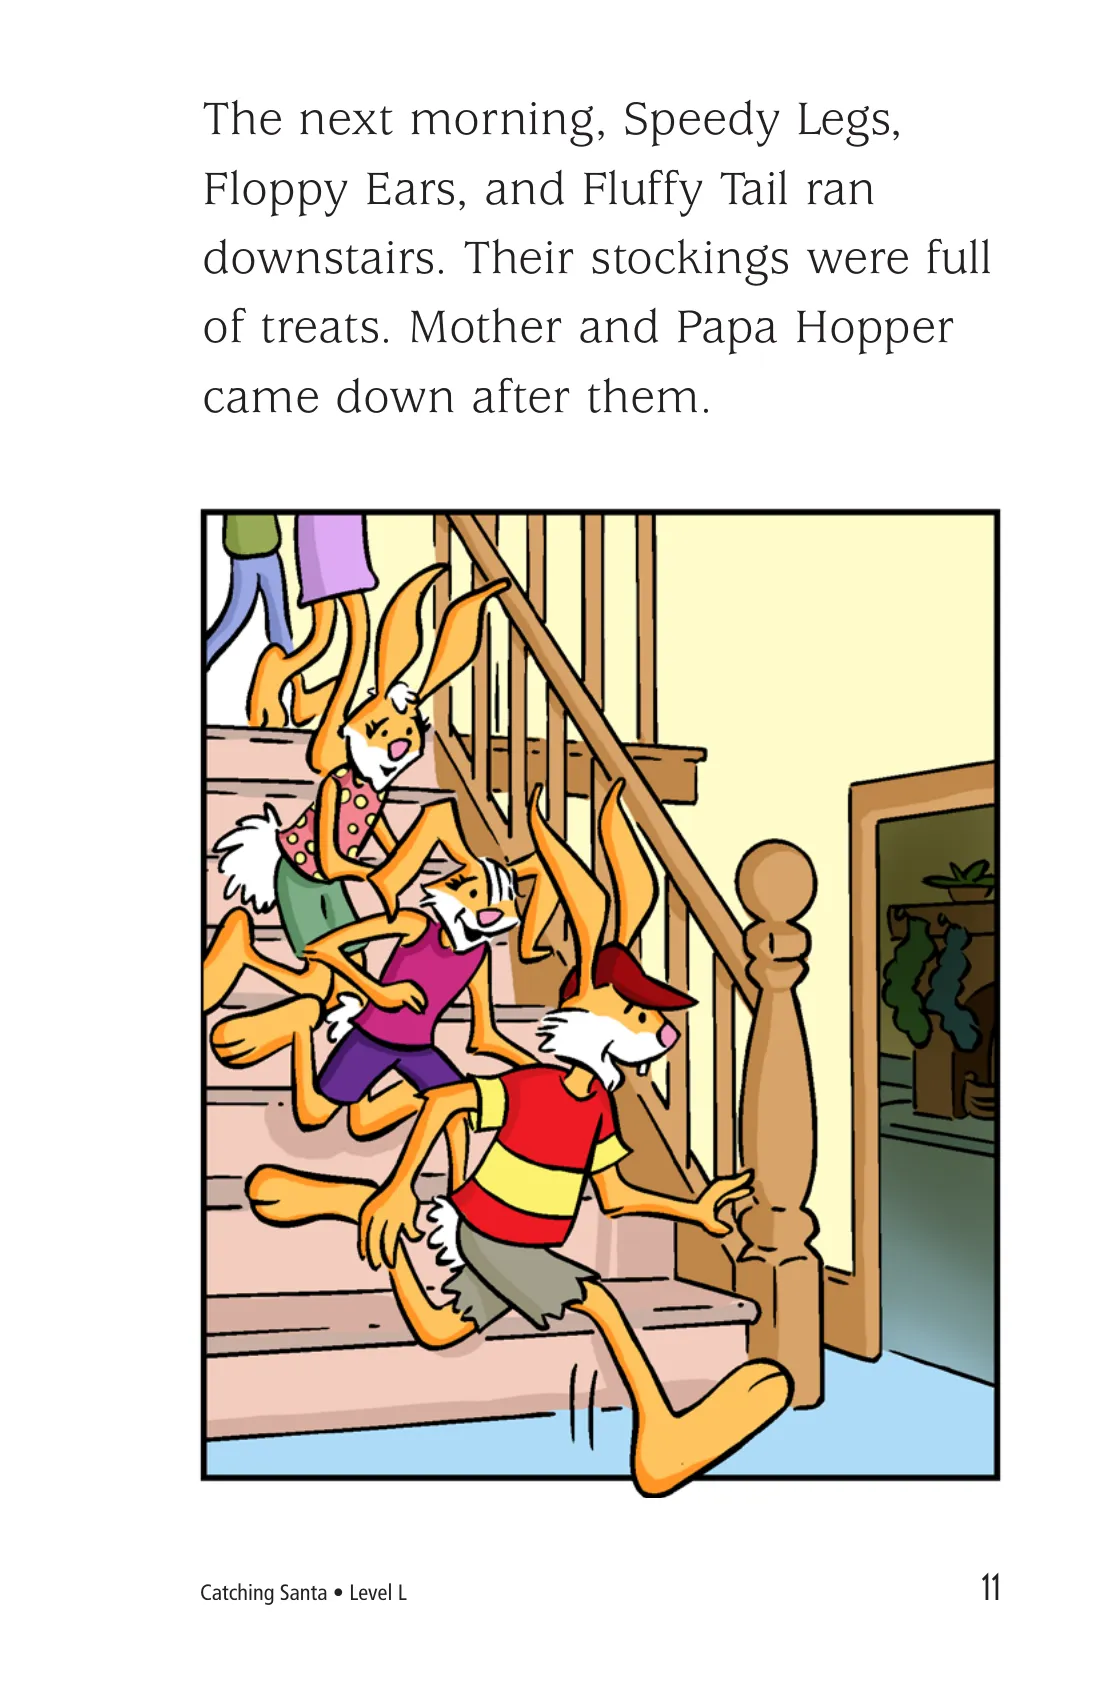 The next morning, Speedy Legs,
Floppy Ears, and Fluffy Tail ran
downstairs. Their stockings were full
of treats. Mother and Papa Hopper
came down after them.
Catching Santa • Level L
11